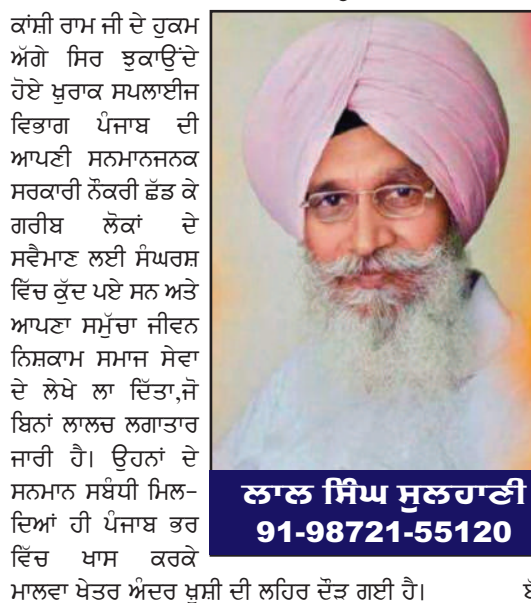 ਕਾਂਸ਼ੀ ਰਾਮ ਜੀ ਦੇ ਹੁਕਮ
ਅੱਗੇ ਸਿਰ ਝੁਕਾਉਂਦੇ
ਹੋਏ ਖ਼ੁਰਾਕ ਸਪਲਾਈਜ
ਵਿਭਾਗ ਪੰਜਾਬ ਦੀ
ਆਪਣੀ ਸਨਮਾਨਜਨਕ
ਸਰਕਾਰੀ ਨੌਕਰੀ ਛੱਡ ਕੇ
ਗਰੀਬ ਲੋਕਾਂ ਦੇ
ਸਵੈਮਾਣ ਲਈ ਸੰਘਰਸ਼
ਵਿੱਚ ਕੁੱਦ ਪਏ ਸਨ ਅਤੇ
ਆਪਣਾ ਸਮੁੱਚਾ ਜੀਵਨ
ਨਿਸ਼ਕਾਮ ਸਮਾਜ ਸੇਵਾ
ਦੇ ਲੇਖੇ ਲਾ ਦਿੱਤਾ,ਜੋ
ਬਿਨਾਂ ਲਾਲਚ ਲਗਾਤਾਰ
ਜਾਰੀ ਹੈ। ਉਹਨਾਂ ਦੇ
ਸਨਮਾਨ ਸਬੰਧੀ ਮਿਲ-
ਦਿਆਂ ਹੀ ਪੰਜਾਬ ਭਰ
ਵਿੱਚ ਖਾਸ ਕਰਕੇ
ਮਾਲਵਾ ਖੇਤਰ ਅੰਦਰ ਖ਼ੁਸ਼ੀ ਦੀ ਲਹਿਰ ਦੌੜ ਗਈ ਹੈ।
ਲਾਲ ਸਿੰਘ ਸੁਲਹਾਣੀ
91-98721-55120